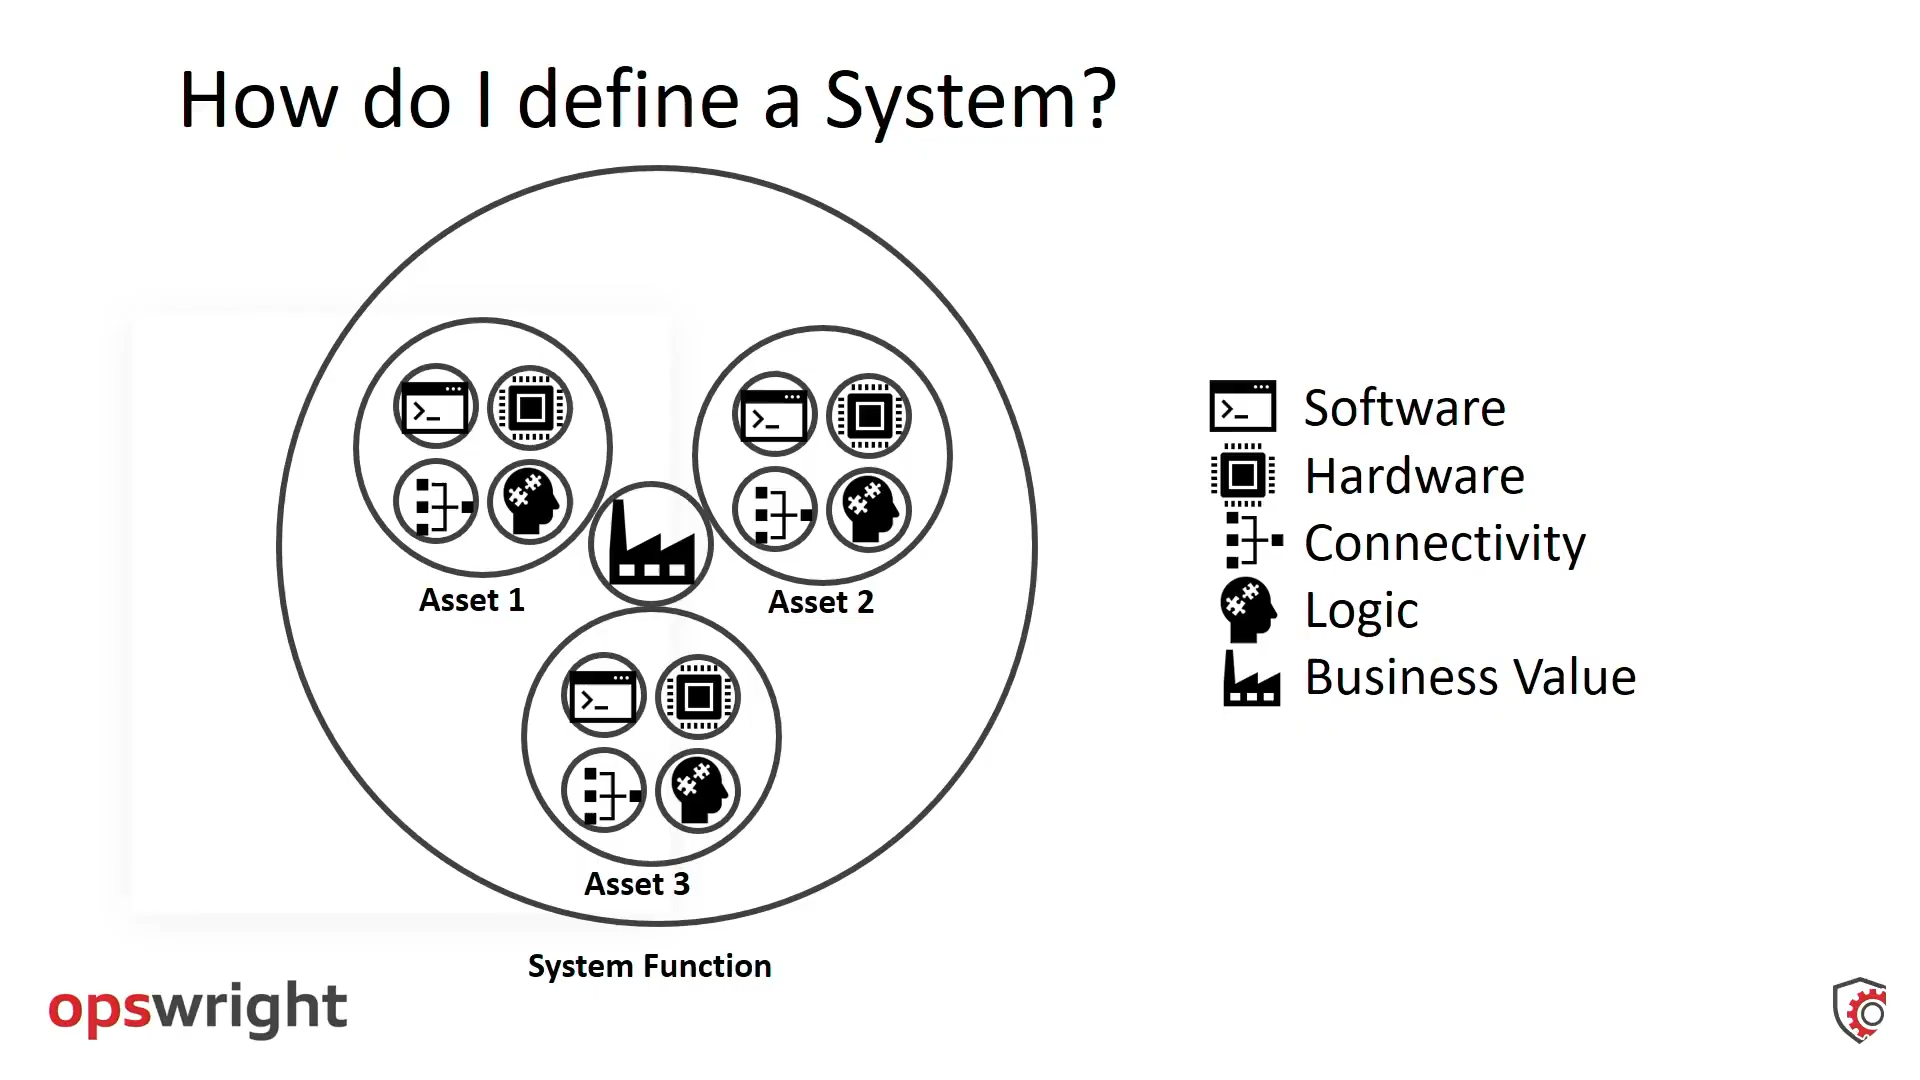 How do I define a System?
Asset 1
Asset 2
Asset 3
System Function
Software
Hardware
Connectivity
Logic
Business Value
opswright